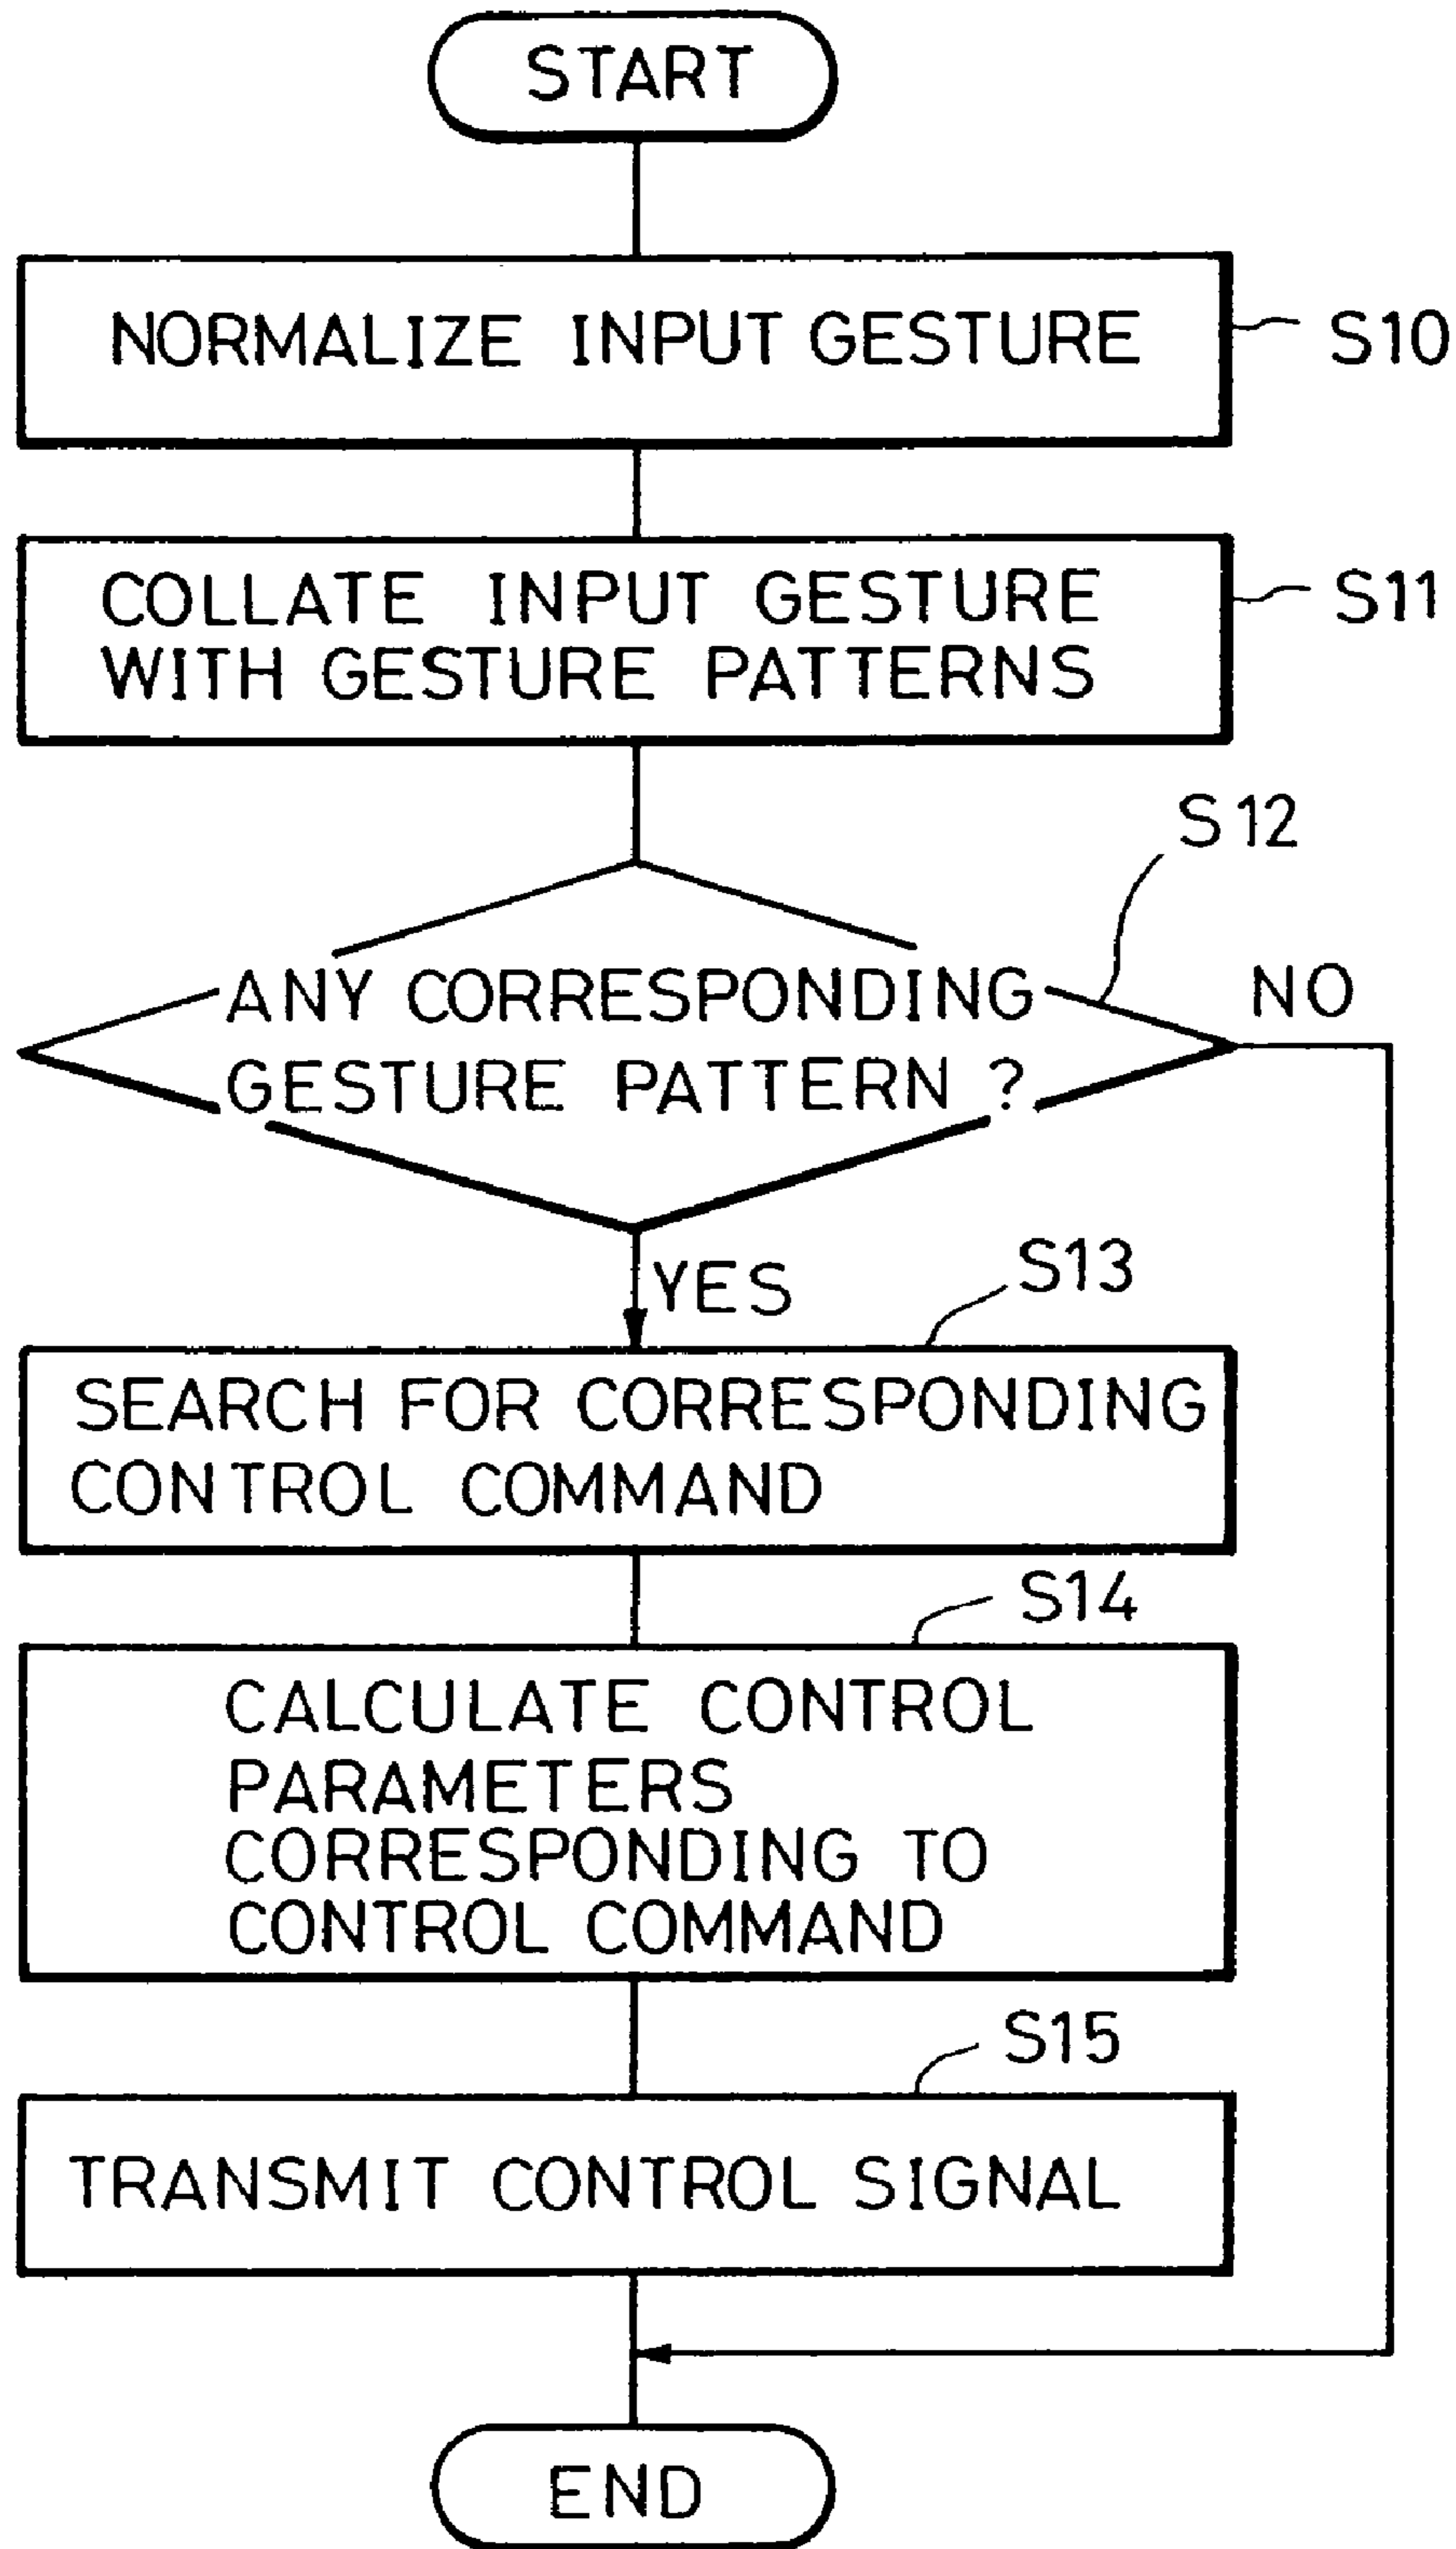 START
NORMALIZE INPUT GESTURE
S10
COLLATE INPUT GESTURE
WITH GESTURE PATTERNS
S11
S12
ANY CORRESPONDING
GESTURE PATTERN ?
NO
YES
S13
SEARCH FOR CORRESPONDING
CONTROL COMMAND
S14
CALCULATE CONTROL
PARAMETERS
CORRESPONDING TO
CONTROL COMMAND
S15
TRANSMIT CONTROL SIGNAL
END